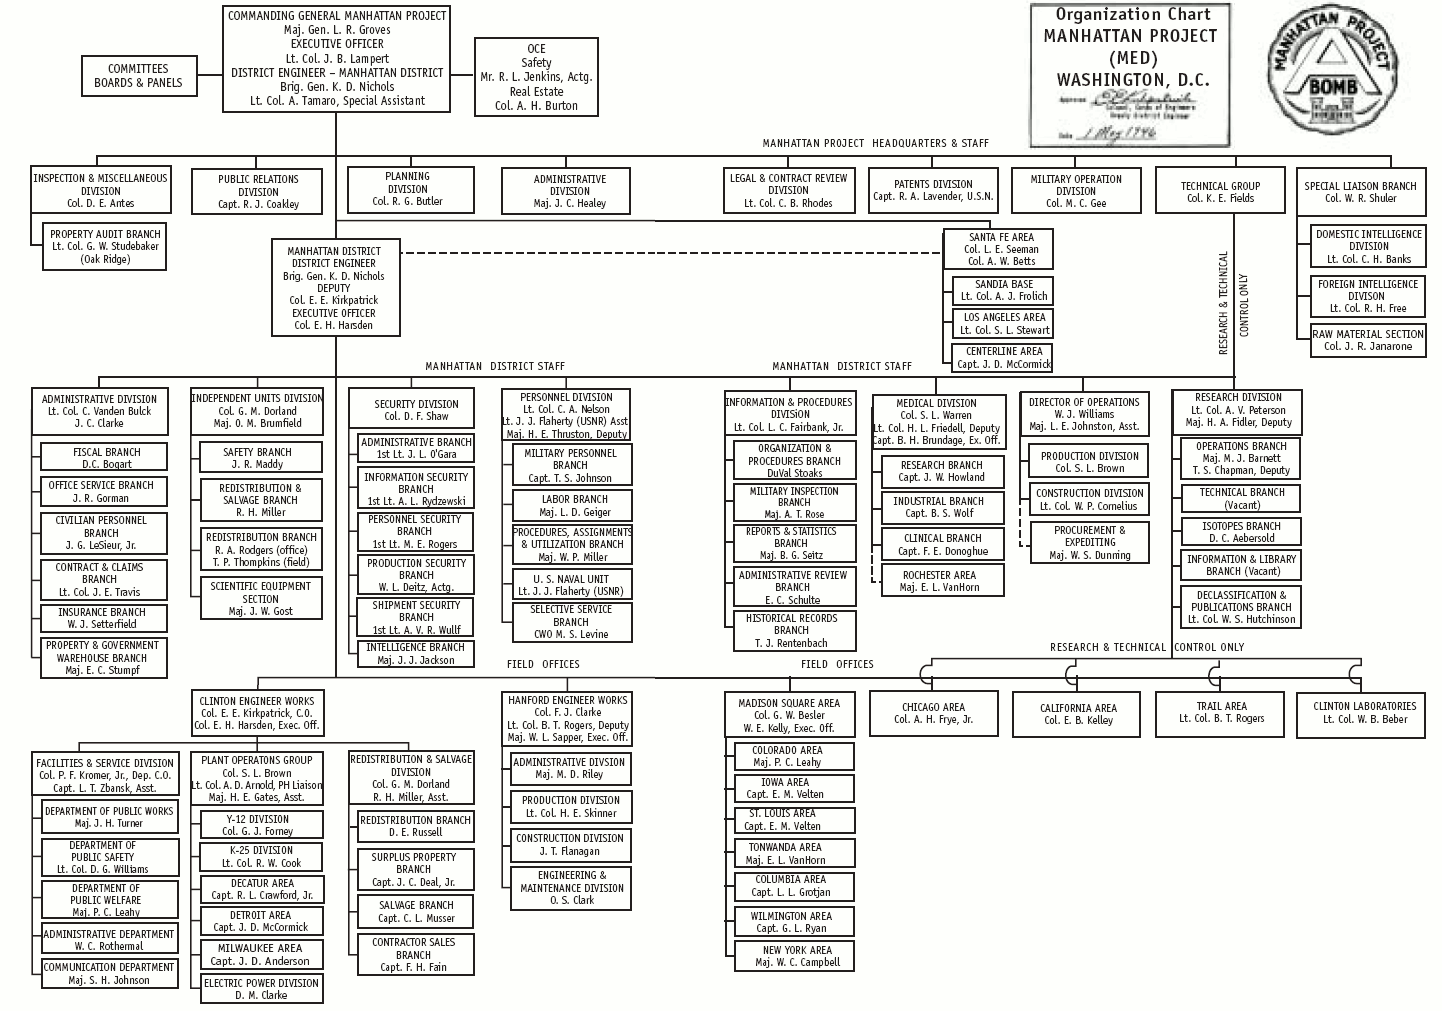 COMMANDING GENERAL MANHATTAN PROJECT
Maj. Gen. L. R. Groves
EXECUTIVE OFFICER
Lt. Col. J. B. Lampert
DISTRICT ENGINEER – MANHATTAN DISTRICT
Brig. Gen. K. D. Nichols
Lt. Col. A. Tamaro, Special Assistant
COMMITTEES
BOARDS & PANELS
OCE
Safety
Mr. R. L. Jenkins, Actg.
Real Estate
Col. A. H. Burton
Organization Chart
MANHATTAN PROJECT
(MED)
WASHINGTON, D.C.
Approved
Colonel, Corps of Engineers
Deputy District Engineer
Date 1 May 1946
MANHATTAN PROJECT
A
BOMB
MANHATTAN PROJECT HEADQUARTERS & STAFF
INSPECTION & MISCELLANEOUS
DIVISION
Col. D. E. Antes
PROPERTY AUDIT BRANCH
Lt. Col. G. W. Studebaker
(Oak Ridge)
PUBLIC RELATIONS
DIVISION
Capt. R. J. Coakley
PLANNING
DIVISION
Col. R. G. Butler
ADMINISTRATIVE
DIVISION
Maj. J. C. Healey
LEGAL & CONTRACT REVIEW
DIVISION
Lt. Col. C. B. Rhodes
PATENTS DIVISION
Capt. R. A. Lavender, U.S.N.
MILITARY OPERATION
DIVISION
Col. M. C. Gee
TECHNICAL GROUP
Col. K. E. Fields
SPECIAL LIAISON BRANCH
Col. W. R. Shuler
DOMESTIC INTELLIGENCE
DIVISION
Lt. Col. C. H. Banks
FOREIGN INTELLIGENCE
DIVISON
Lt. Col. R. H. Free
RAW MATERIAL SECTION
Col. J. R. Janarone
MANHATTAN DISTRICT
DISTRICT ENGINEER
Brig. Gen. K. D. Nichols
DEPUTY
Col. E. E. Kirkpatrick
EXECUTIVE OFFICER
Col. E. H. Harsden
SANTA FE AREA
Col. L. E. Seeman
Col. A. W. Betts
SANDIA BASE
Lt. Col. A. J. Frolich
LOS ANGELES AREA
Lt. Col. S. L. Stewart
CENTERLINE AREA
Capt. J. D. McCormick
RESEARCH & TECHNICAL
CONTROL ONLY
MANHATTAN DISTRICT STAFF
MANHATTAN DISTRICT STAFF
ADMINISTRATIVE DIVISION
Lt. Col. C. Vanden Bulck
J. C. Clarke
FISCAL BRANCH
D.C. Bogart
OFFICE SERVICE BRANCH
J. R. Gorman
CIVILIAN PERSONNEL
BRANCH
J. G. LeSieur, Jr.
CONTRACT & CLAIMS
BRANCH
Lt. Col. J. E. Travis
INSURANCE BRANCH
W. J. Setterfield
PROPERTY & GOVERNMENT
WAREHOUSE BRANCH
Maj. E. C. Stumpf
INDEPENDENT UNITS DIVISION
Col. G. M. Dorland
Maj. O. M. Brumfield
SAFETY BRANCH
J. R. Maddy
REDISTRIBUTION &
SALVAGE BRANCH
R. H. Miller
REDISTRIBUTION BRANCH
R. A. Rodgers (office)
T. P. Thompkins (field)
SCIENTIFIC EQUIPMENT
SECTION
Maj. J. W. Gost
SECURITY DIVISION
Col. D. F. Shaw
ADMINISTRATIVE BRANCH
1st Lt. J. L. O'Gara
INFORMATION SECURITY
BRANCH
1st Lt. A. L. Rydzewski
PERSONNEL SECURITY
BRANCH
1st Lt. M. E. Rogers
PRODUCTION SECURITY
BRANCH
W. L. Deitz, Actg.
SHIPMENT SECURITY
BRANCH
1st Lt. A. V. R. Wullf
INTELLIGENCE BRANCH
Maj. J. J. Jackson
PERSONNEL DIVISION
Lt. Col. C. A. Nelson
Lt. J. J. Flaherty (USNR) Asst
Maj. H. E. Thruston, Deputy
MILITARY PERSONNEL
BRANCH
Capt. T. S. Johnson
LABOR BRANCH
Maj. L. D. Geiger
PROCEDURES, ASSIGNMENTS
& UTILIZATION BRANCH
Maj. W. P. Miller
U. S. NAVAL UNIT
Lt. J. J. Flaherty (USNR)
SELECTIVE SERVICE
BRANCH
CWO M. S. Levine
INFORMATION & PROCEDURES
DIVISiON
Lt. Col. L. C. Fairbank, Jr.
ORGANIZATION &
PROCEDURES BRANCH
DuVal Stoaks
MILITARY INSPECTION
BRANCH
Maj. A. T. Rose
REPORTS & STATISTICS
BRANCH
Maj. B. G. Seitz
ADMINISTRATIVE REVIEW
BRANCH
E. C. Schulte
HISTORICAL RECORDS
BRANCH
T. J. Rentenbach
MEDICAL DIVISION
Col. S. L. Warren
Lt. Col. H. L. Friedell, Deputy
Capt. B. H. Brundage, Ex. Off.
RESEARCH BRANCH
Capt. J. W. Howland
INDUSTRIAL BRANCH
Capt. B. S. Wolf
CLINICAL BRANCH
Capt. F. E. Donoghue
ROCHESTER AREA
Maj. E. L. VanHorn
DIRECTOR OF OPERATIONS
W. J. Williams
Maj. L. E. Johnston, Asst.
PRODUCTION DIVISION
Col. S. L. Brown
CONSTRUCTION DIVISION
Lt. Col. W. P. Cornelius
PROCUREMENT &
EXPEDITING
Maj. W. S. Dunning
RESEARCH DIVISION
Lt. Col. A. V. Peterson
Maj. H. A. Fidler, Deputy
OPERATIONS BRANCH
Maj. M. J. Barnett
T. S. Chapman, Deputy
TECHNICAL BRANCH
(Vacant)
ISOTOPES BRANCH
D. C. Aebersold
INFORMATION & LIBRARY
BRANCH (Vacant)
DECLASSIFICATION &
PUBLICATIONS BRANCH
Lt. Col. W. S. Hutchinson
FIELD OFFICES
FIELD OFFICES
RESEARCH & TECHNICAL CONTROL ONLY
CLINTON ENGINEER WORKS
Col. E. E. Kirkpatrick, C.O.
Col. E. H. Harsden, Exec. Off.
FACILITIES & SERVICE DIVISION
Col. P. F. Kromer, Jr., Dep. C.O.
Capt. L. T. Zbansk, Asst.
DEPARTMENT OF PUBLIC WORKS
Maj. J. H. Turner
DEPARTMENT OF
PUBLIC SAFETY
Lt. Col. D. G. Williams
DEPARTMENT OF
PUBLIC WELFARE
Maj. P. C. Leahy
ADMINISTRATIVE DEPARTMENT
W. C. Rothermal
COMMUNICATION DEPARTMENT
Maj. S. H. Johnson
PLANT OPERATONS GROUP
Col. S. L. Brown
Lt. Col. A. D. Arnold, PH Liaison
Maj. H. E. Gates, Asst.
Y-12 DIVISION
Col. G. J. Forney
K-25 DIVISION
Lt. Col. R. W. Cook
DECATUR AREA
Capt. R. L. Crawford, Jr.
DETROIT AREA
Capt. J. D. McCormick
MILWAUKEE AREA
Capt. J. D. Anderson
ELECTRIC POWER DIVISION
D. M. Clarke
REDISTRIBUTION & SALVAGE
DIVISION
Col. G. M. Dorland
R. H. Miller, Asst.
REDISTRIBUTION BRANCH
D. E. Russell
SURPLUS PROPERTY
BRANCH
Capt. J. C. Deal, Jr.
SALVAGE BRANCH
Capt. C. L. Musser
CONTRACTOR SALES
BRANCH
Capt. F. H. Fain
HANFORD ENGINEER WORKS
Col. F. J. Clarke
Lt. Col. B. T. Rogers, Deputy
Maj. W. L. Sapper, Exec. Off.
ADMINISTRATIVE DIVSION
Maj. M. D. Riley
PRODUCTION DIVISION
Lt. Col. H. E. Skinner
CONSTRUCTION DIVISION
J. T. Flanagan
ENGINEERING &
MAINTENANCE DIVISION
O. S. Clark
MADISON SQUARE AREA
Col. G. W. Besler
W. E. Kelly, Exec. Off.
COLORADO AREA
Maj. P. C. Leahy
IOWA AREA
Capt. E. M. Velten
ST. LOUIS AREA
Capt. E. M. Velten
TONWANDA AREA
Maj. E. L. VanHorn
COLUMBIA AREA
Capt. L. L. Grotjan
WILMINGTON AREA
Capt. G. L. Ryan
NEW YORK AREA
Maj. W. C. Campbell
CHICAGO AREA
Col. A. H. Frye, Jr.
CALIFORNIA AREA
Col. E. B. Kelley
TRAIL AREA
Lt. Col. B. T. Rogers
CLINTON LABORATORIES
Lt. Col. W. B. Beber